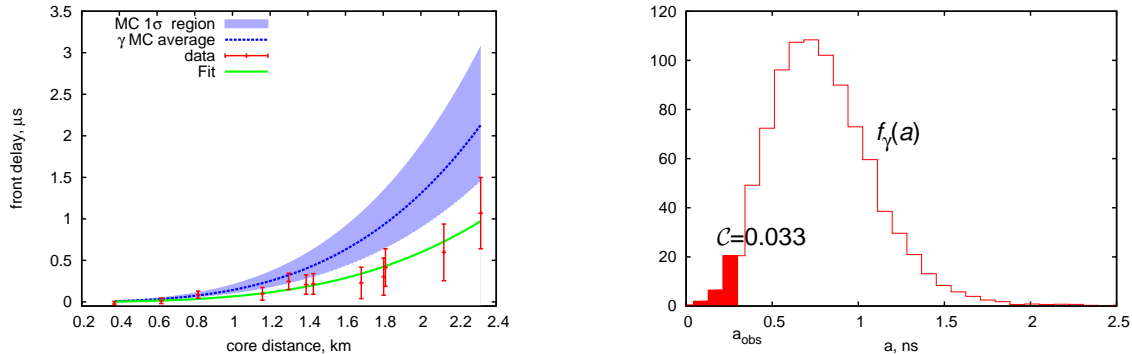 MC 1σ region
γ MC average
data
Fit
front delay, μs
3.5
3
2.5
2
1.5
1
0.5
0
0.2 0.4 0.6 0.8 1 1.2 1.4 1.6 1.8 2 2.2 2.4
core distance, km
120
100
80
60
40
20
0
fγ(a)
C=0.033
0 0.5 1 1.5 2 2.5
aobs
a, ns